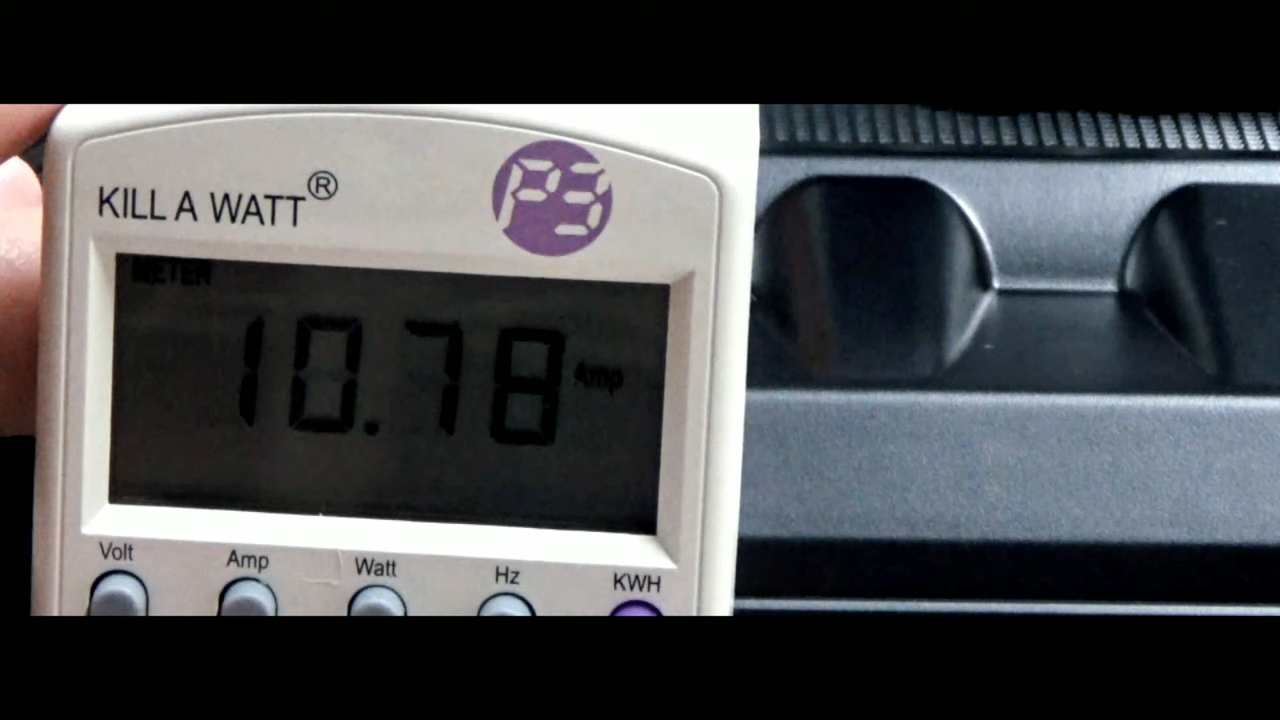 KILL A WATT®
P3
METER
10.78 Amp
Volt Amp Watt Hz KWH